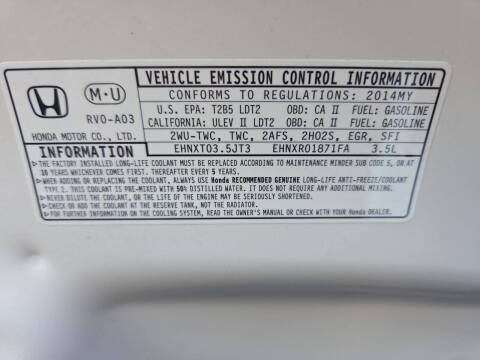 VEHICLE EMISSION CONTROL INFORMATION
M·U
CONFORMS TO REGULATIONS: 2014MY
RV0-A03
U.S. EPA: T2B5 LDT2 OBD: CA II FUEL: GASOLINE
CALIFORNIA: ULEV II LDT2 OBD: CA II FUEL: GASOLINE
HONDA MOTOR CO., LTD.
2WU-TWC, TWC, 2AFS, 2HO2S, EGR, SFI
INFORMATION
EHNXT03.5JT3 EHNXR0187IFA 3.5L
▶THE FACTORY INSTALLED LONG-LIFE COOLANT MUST BE REPLACED ACCORDING TO MAINTENANCE MINDER SUB CODE 5, OR AT
10 YEARS WHICHEVER COMES FIRST. THEREAFTER EVERY 5 YEARS.
▶WHEN ADDING OR REPLACING THE COOLANT, ALWAYS USE Honda RECOMMENDED GENUINE LONG-LIFE ANTI-FREEZE/COOLANT
TYPE 2. THIS COOLANT IS PRE-MIXED WITH 50% DISTILLED WATER. IT DOES NOT REQUIRE ANY ADDITIONAL MIXING.
▶NEVER DILUTE, OR THE LIFE OF THE ENGINE MAY BE SERIOUSLY SHORTENED.
▶CHECK OR ADD THE COOLANT AT THE RESERVE TANK, NOT THE RADIATOR.
▶FOR FURTHER INFORMATION ON THE COOLING SYSTEM, READ THE OWNER'S MANUAL OR CONTACT AN Honda DEALER.